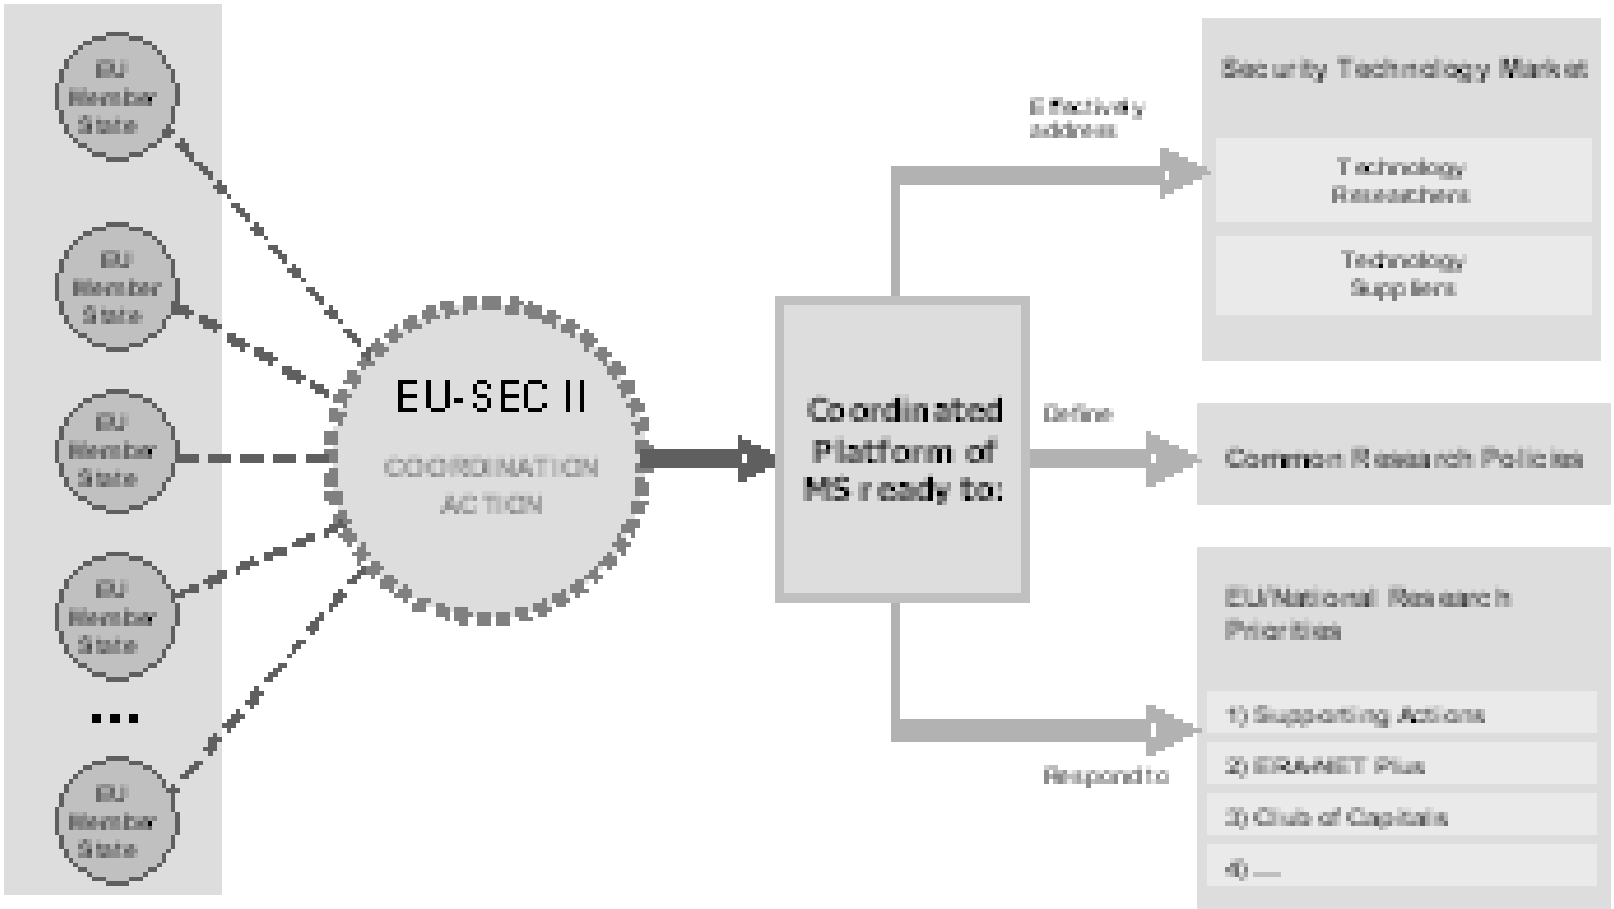 EU
Member
State
EU
Member
State
EU
Member
State
EU
Member
State
...
EU
Member
State
EU-SEC II
COORDINATION
ACTION
Coordinated
Platform of
MS ready to:
Effectively
address
Define
Respond to
Security Technology Market
Technology
Researchers
Technology
Suppliers
Common Research Policies
EU/National Research
Priorities
1) Supporting Actions
2) ERA-NET Plus
3) Club of Capitals
4) ....